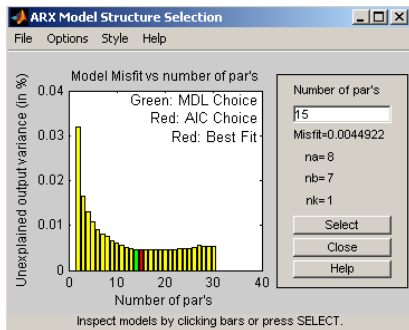 ARX Model Structure Selection
File Options Style Help
Model Misfit vs number of par's
Green: MDL Choice
Red: AIC Choice
Red: Best Fit
Unexplained output variance (in %)
0.04
0.03
0.02
0.01
0
0 10 20 30 40
Number of par's
Number of par's
15
Misfit=0.0044922
na= 8
nb= 7
nk= 1
Select
Close
Help
Inspect models by clicking bars or press SELECT.